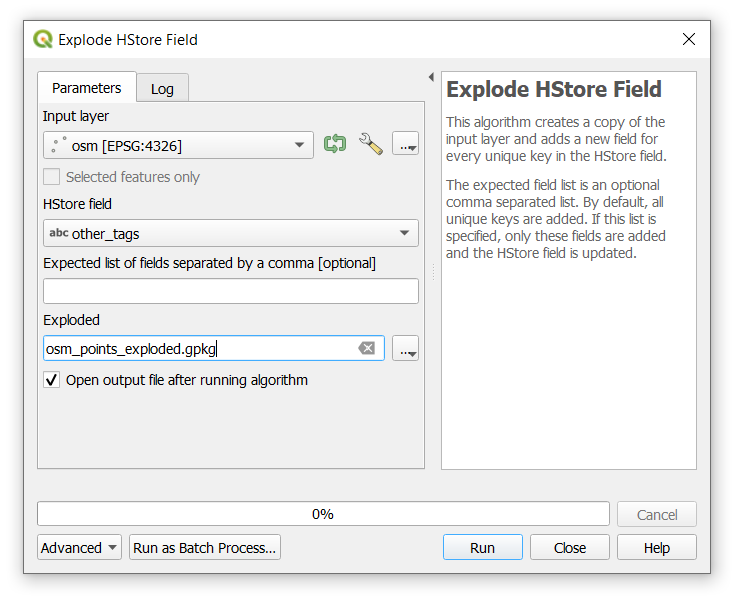 Explode HStore Field
Parameters
Log
Input layer
osm [EPSG:4326]
...
Selected features only
HStore field
abc other_tags
Expected list of fields separated by a comma [optional]
Exploded
osm_points_exploded.gpkg
...
Open output file after running algorithm
Explode HStore Field
This algorithm creates a copy of the
input layer and adds a new field for
every unique key in the HStore field.
The expected field list is an optional
comma separated list. By default, all
unique keys are added. If this list is
specified, only these fields are added
and the HStore field is updated.
0%
Cancel
Advanced
Run as Batch Process...
Run
Close
Help